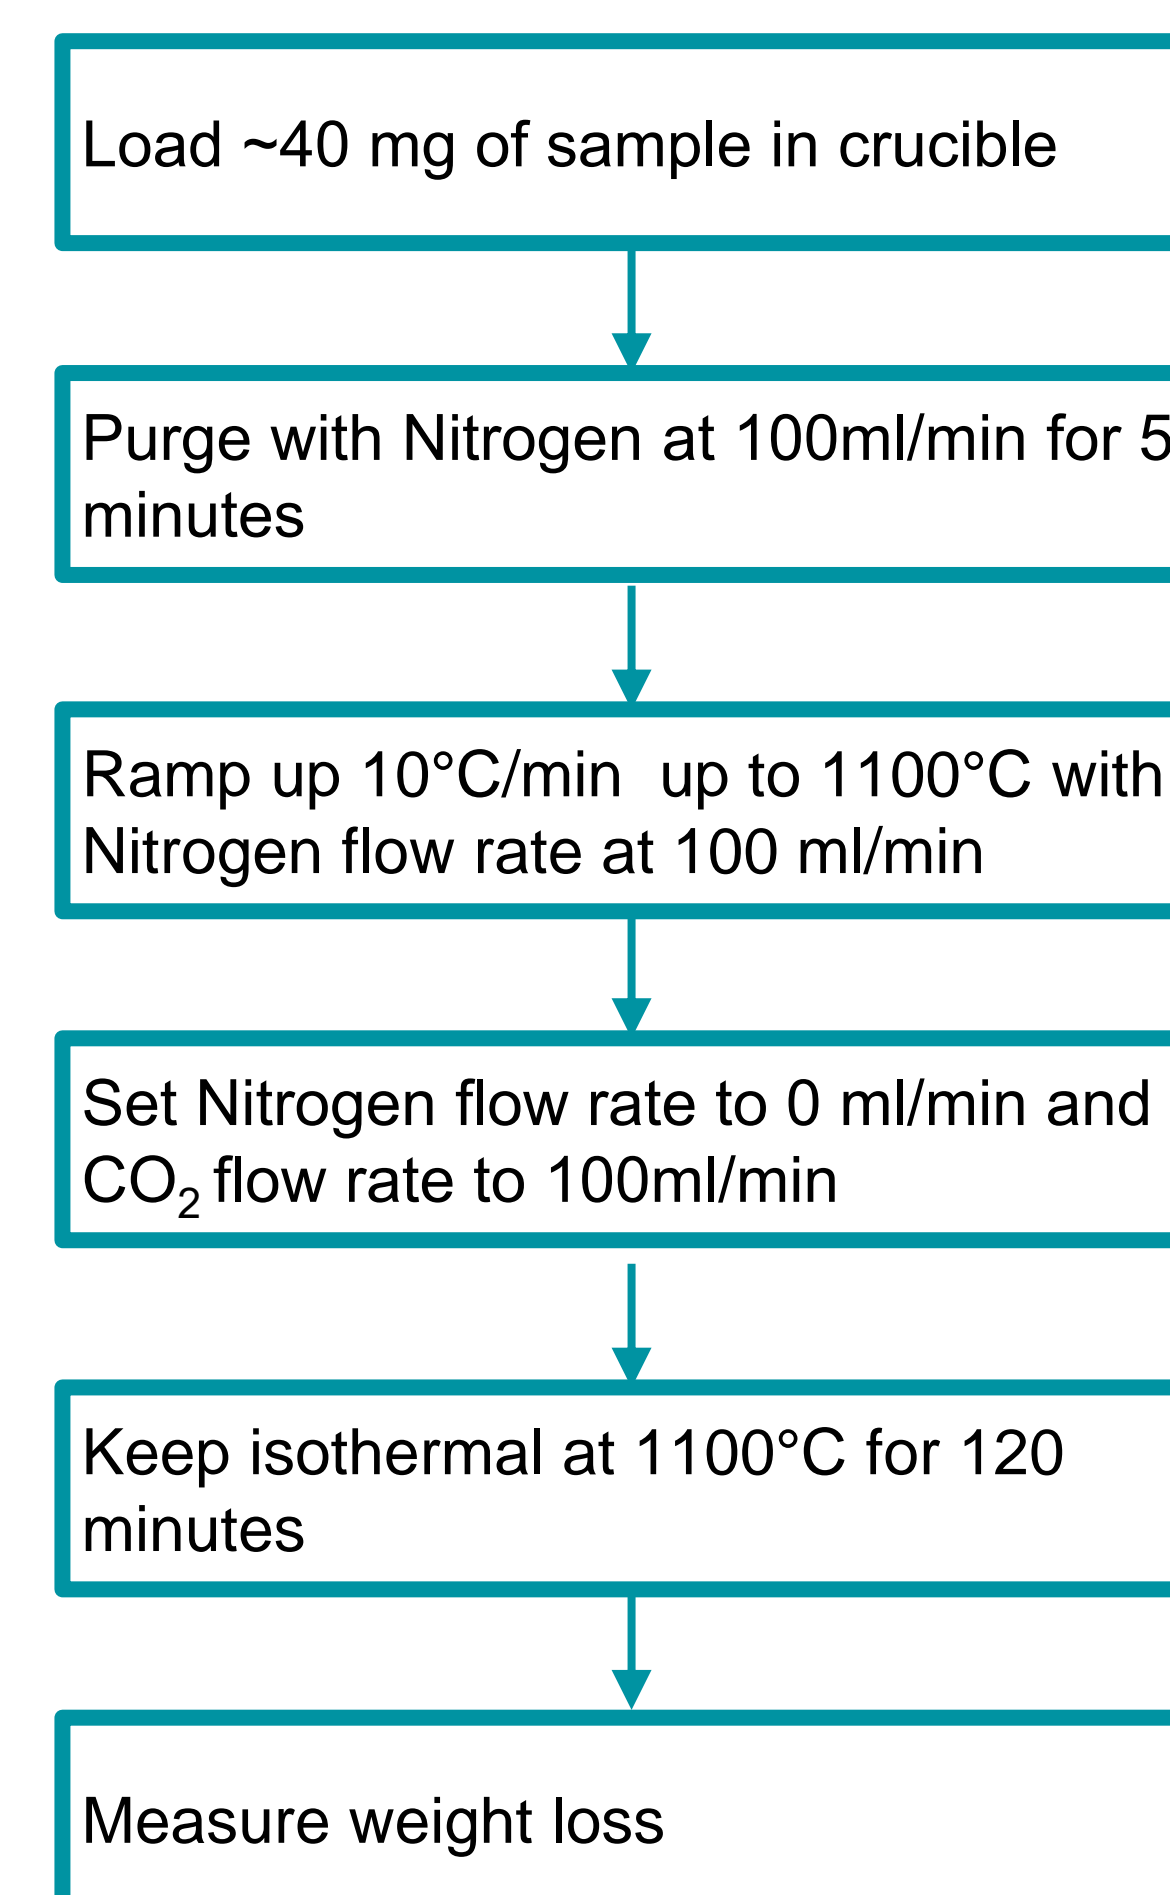 Load ~40 mg of sample in crucible
Purge with Nitrogen at 100ml/min for 5
minutes
Ramp up 10°C/min  up to 1100°C with
Nitrogen flow rate at 100 ml/min
Set Nitrogen flow rate to 0 ml/min and
CO₂ flow rate to 100ml/min
Keep isothermal at 1100°C for 120
minutes
Measure weight loss